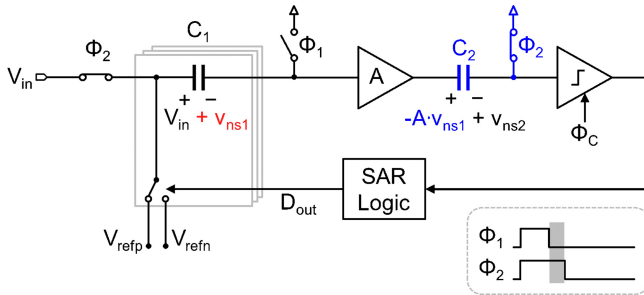 C₁
Φ₂
Φ₁
C₂
Φ₂
V_in
A
+ −
V_in + v_ns1
+ −
-A·v_ns1 + v_ns2
Φ_C
SAR
Logic
D_out
V_refp V_refn
Φ₁
Φ₂